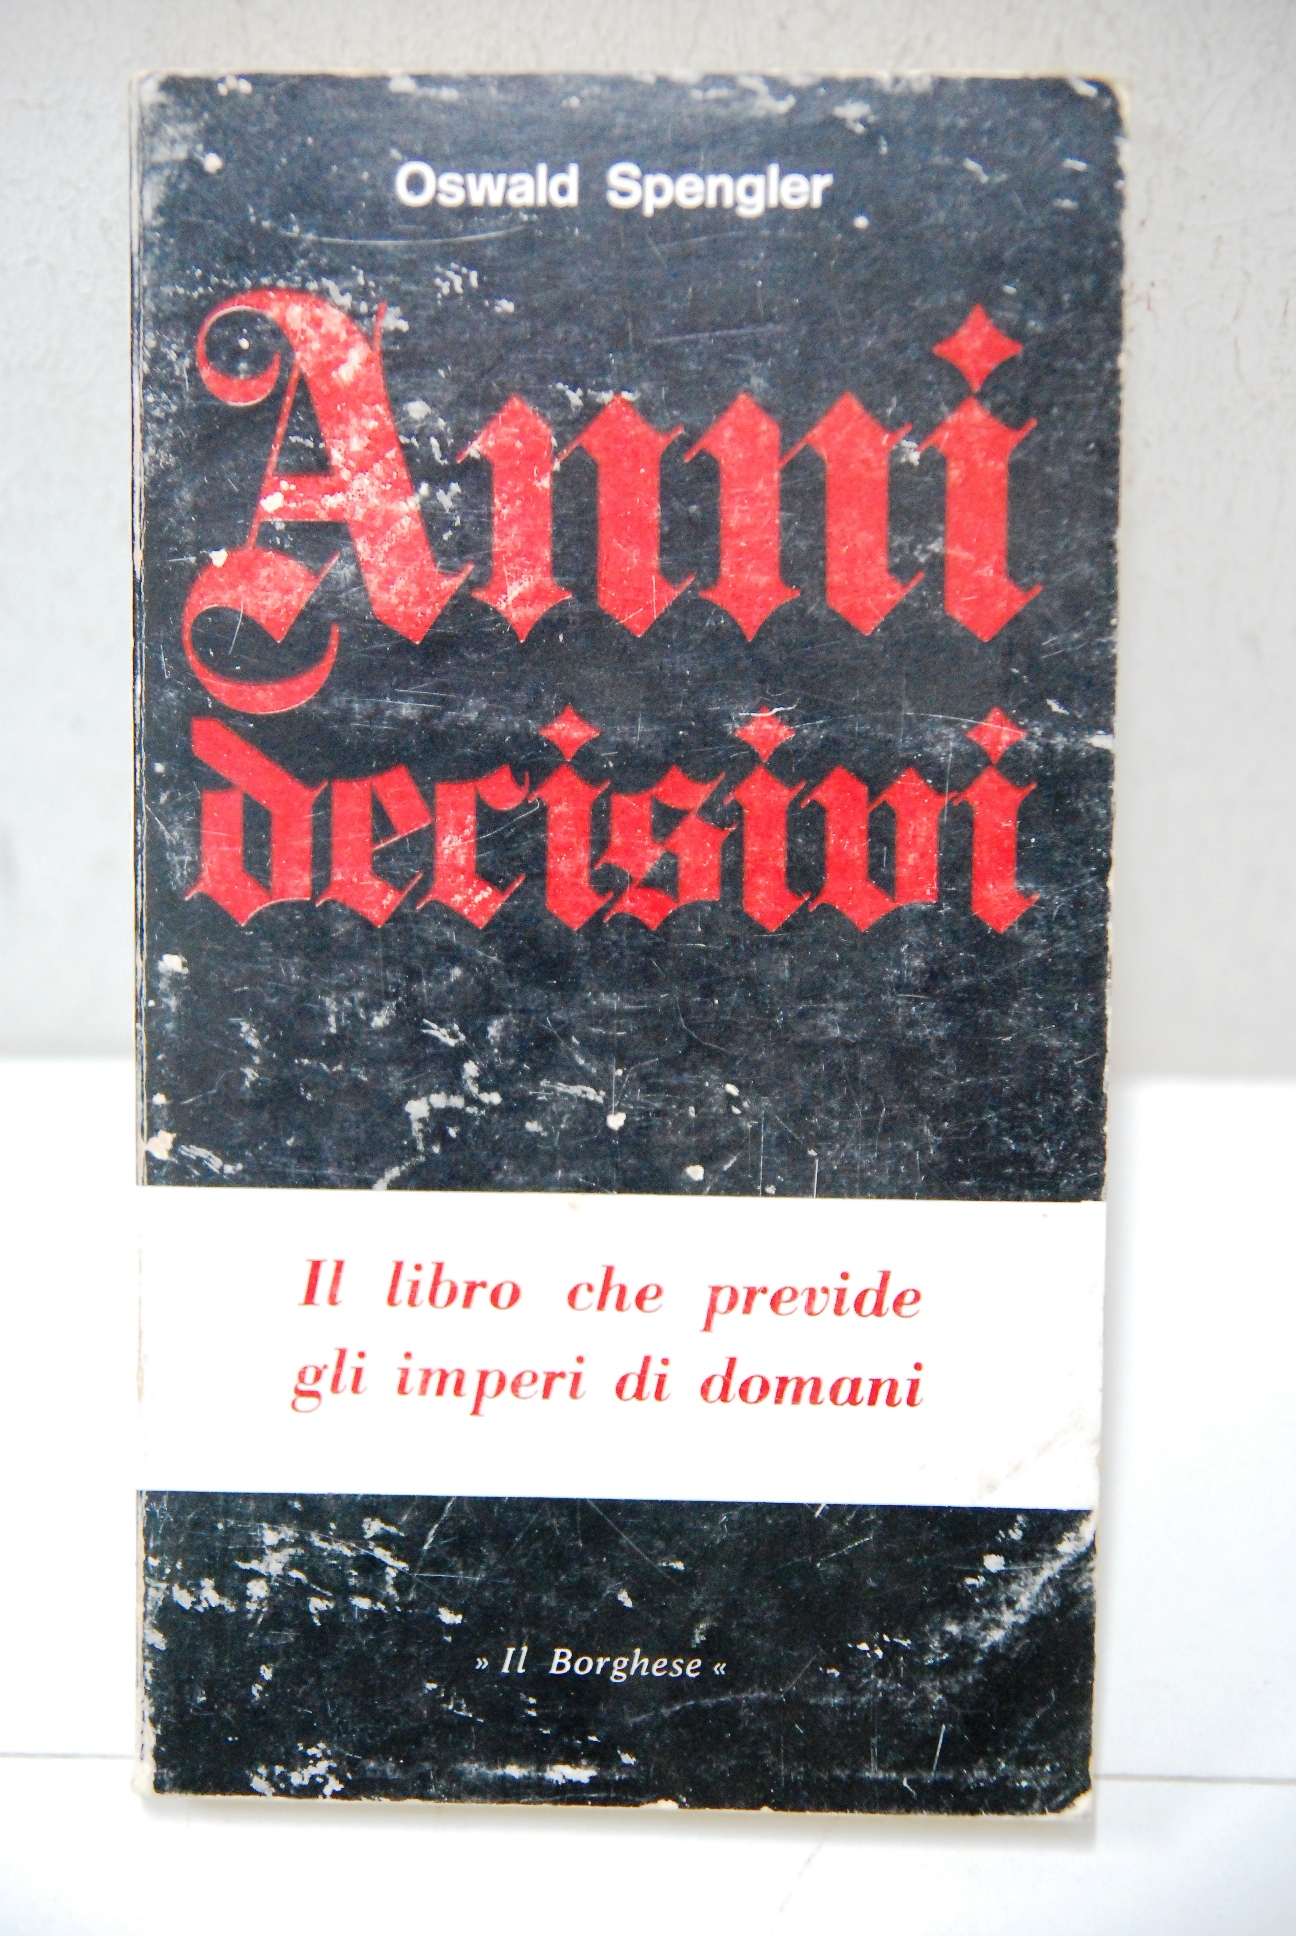 Oswald Spengler
Anni
decisivi
Il libro che previde
gli imperi di domani
» Il Borghese «